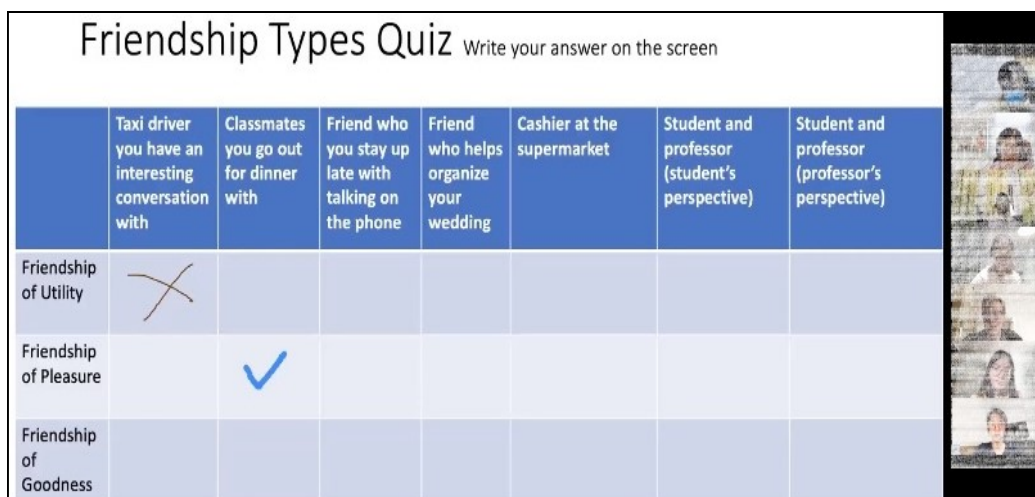 Friendship Types Quiz Write your answer on the screen
Taxi driver
you have an
interesting
conversation
with
Classmates
you go out
for dinner
with
Friend who
you stay up
late with
talking on
the phone
Friend
who helps
organize
your
wedding
Cashier at the
supermarket
Student and
professor
(student's
perspective)
Student and
professor
(professor's
perspective)
Friendship
of Utility
Friendship
of Pleasure
Friendship
of
Goodness